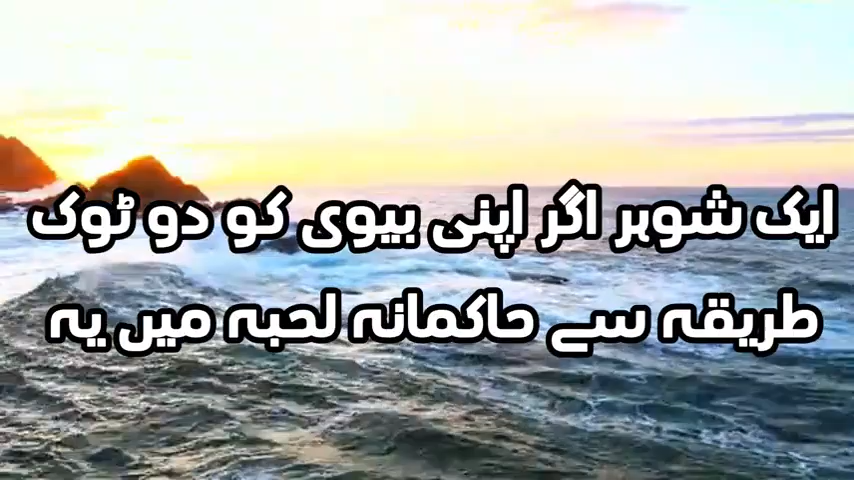 ایک شوہر اگر اپنی بیوی کو دو ٹوک
طریقہ سے حاکمانہ لحبہ میں یہ